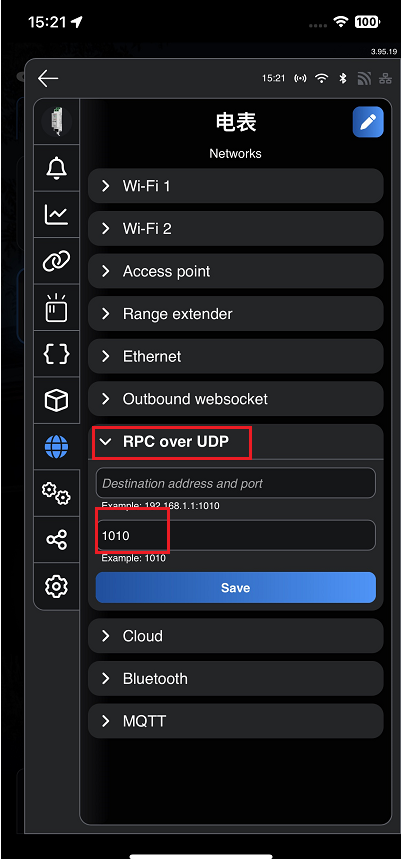 15:21
100
3.95.19
15:21
电表
Networks
Wi-Fi 1
Wi-Fi 2
Access point
Range extender
Ethernet
Outbound websocket
RPC over UDP
Destination address and port
Example: 192.168.1.1:1010
1010
Example: 1010
Save
Cloud
Bluetooth
MQTT